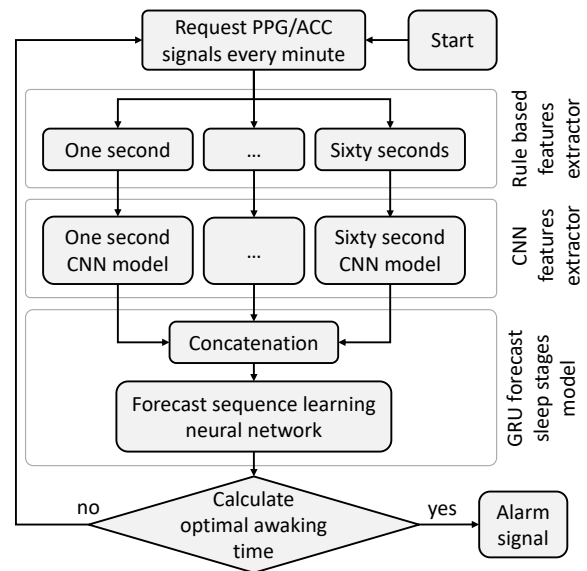 Request PPG/ACC
signals every minute
Start
One second
...
Sixty seconds
Rule based
features
extractor
One second
CNN model
...
Sixty second
CNN model
CNN
features
extractor
Concatenation
Forecast sequence learning
neural network
GRU forecast
sleep stages
model
no
Calculate
optimal awaking
time
yes
Alarm
signal